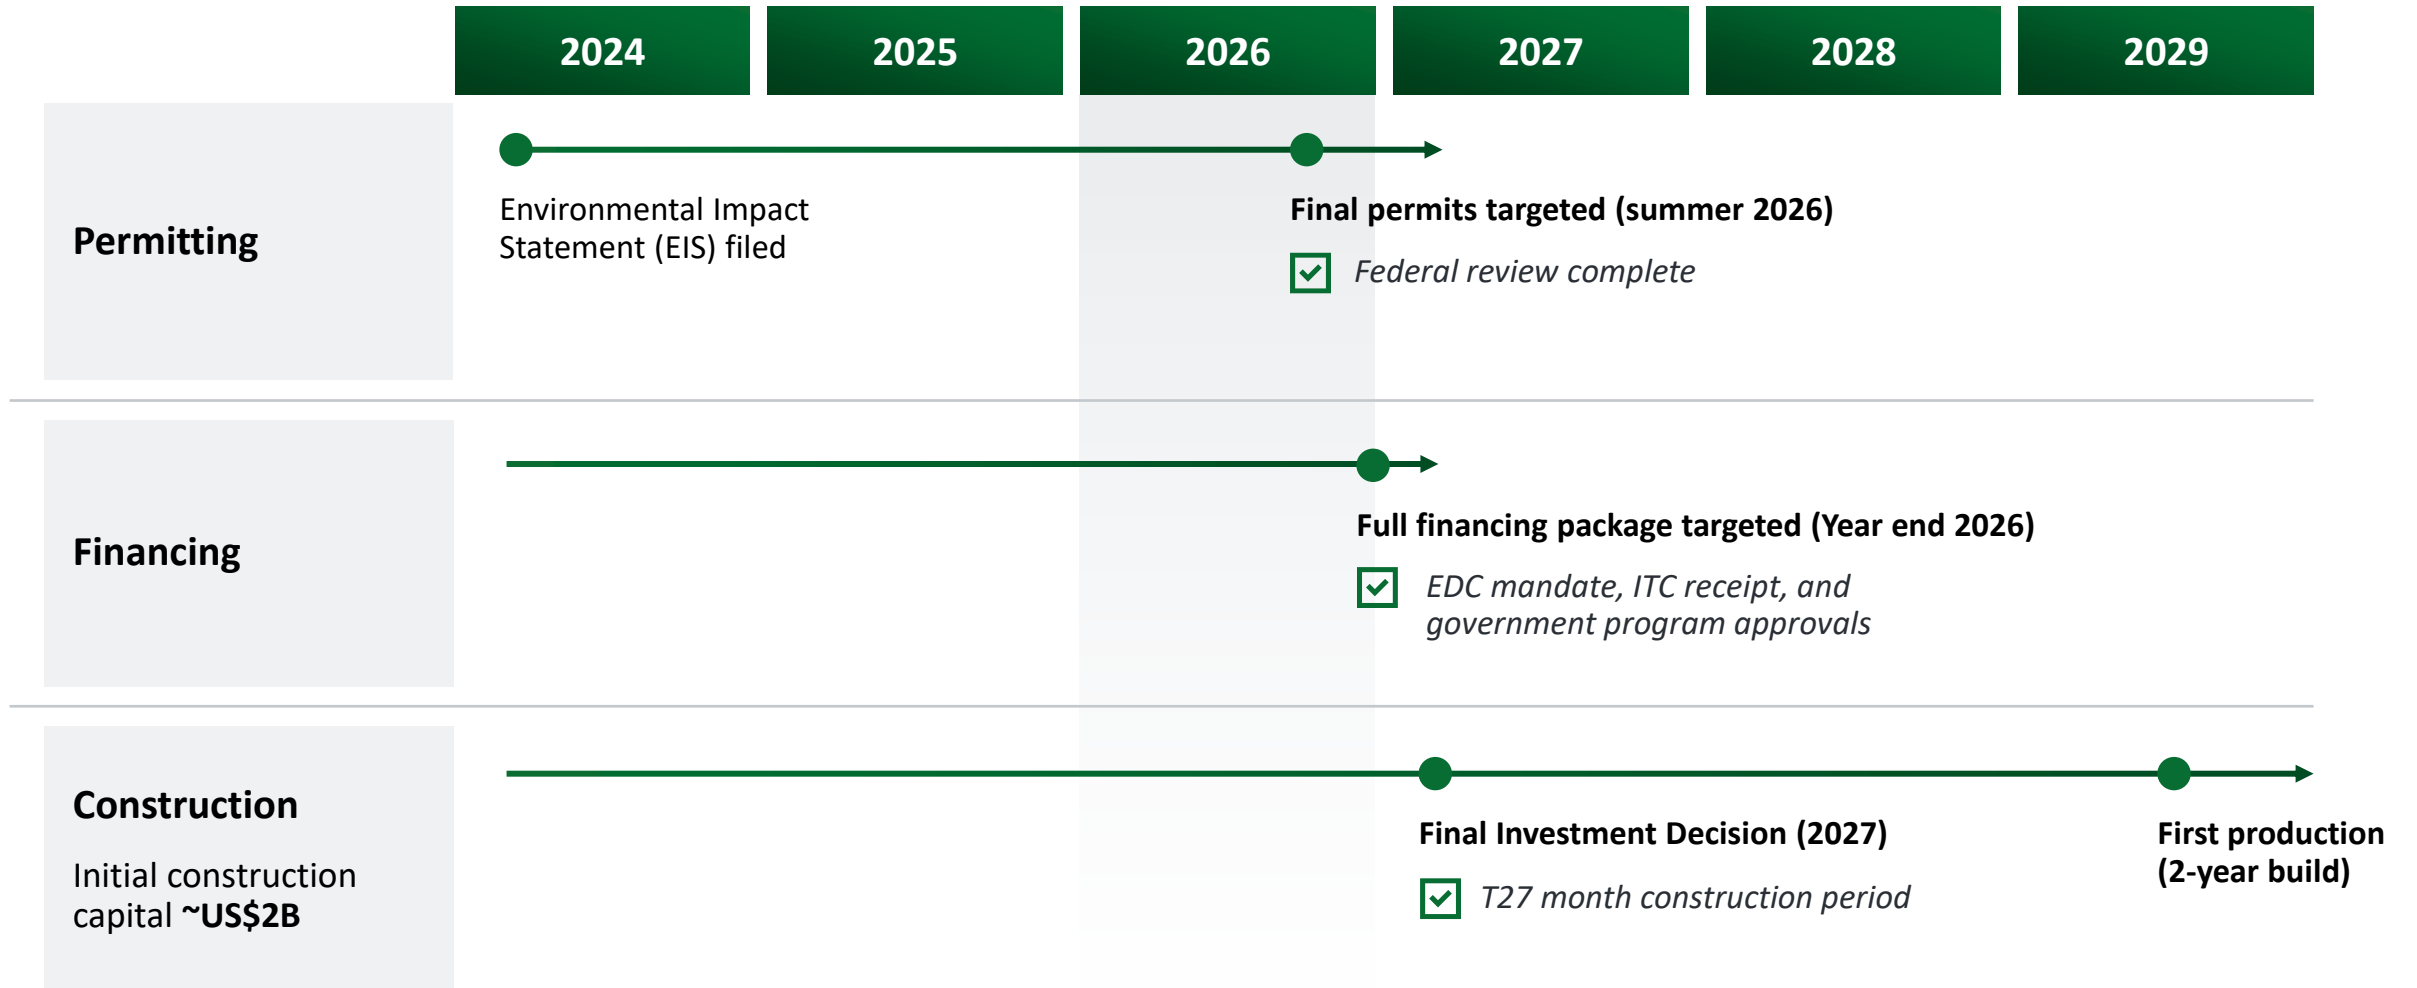 2024
2025
2026
2027
2028
2029
Permitting
Environmental Impact
Statement (EIS) filed
Final permits targeted (summer 2026)
Federal review complete
Financing
Full financing package targeted (Year end 2026)
EDC mandate, ITC receipt, and
government program approvals
Construction
Initial construction
capital ~US$2B
Final Investment Decision (2027)
T27 month construction period
First production
(2-year build)